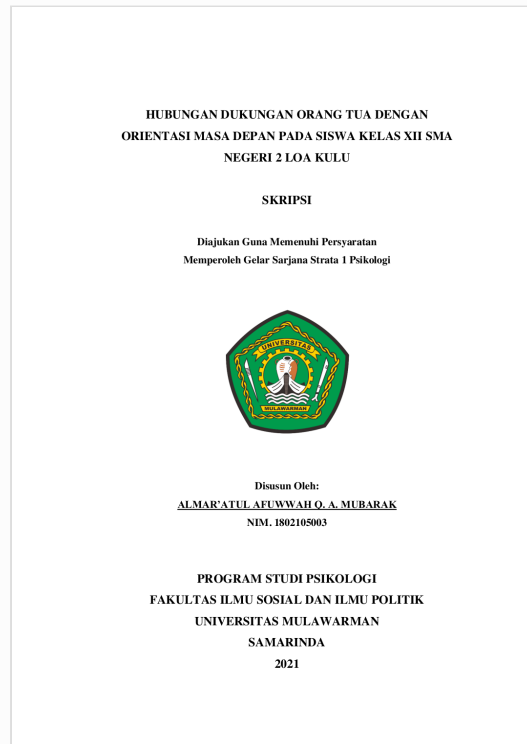 HUBUNGAN DUKUNGAN ORANG TUA DENGAN
ORIENTASI MASA DEPAN PADA SISWA KELAS XII SMA
NEGERI 2 LOA KULU
SKRIPSI
Diajukan Guna Memenuhi Persyaratan
Memperoleh Gelar Sarjana Strata 1 Psikologi
UNIVERSITAS
MULAWARMAN
Disusun Oleh:
ALMAR’ATUL AFUWWAH Q. A. MUBARAK
NIM. 1802105003
PROGRAM STUDI PSIKOLOGI
FAKULTAS ILMU SOSIAL DAN ILMU POLITIK
UNIVERSITAS MULAWARMAN
SAMARINDA
2021